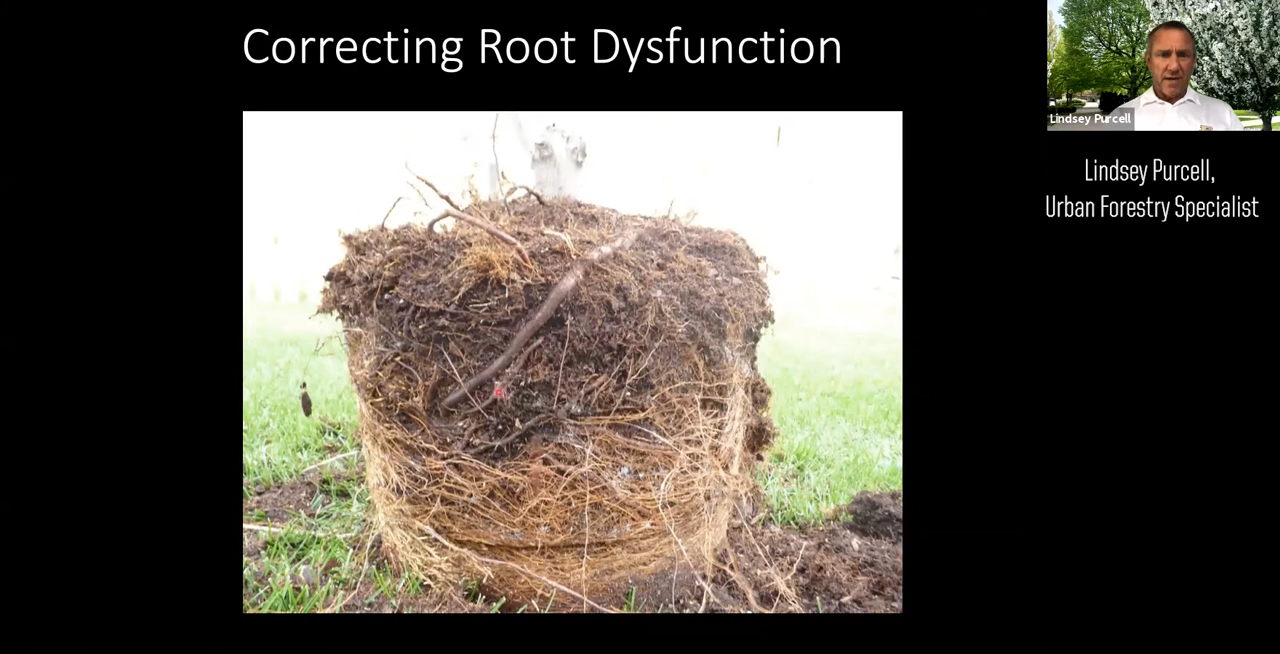 Correcting Root Dysfunction
Lindsey Purcell
Lindsey Purcell,
Urban Forestry Specialist